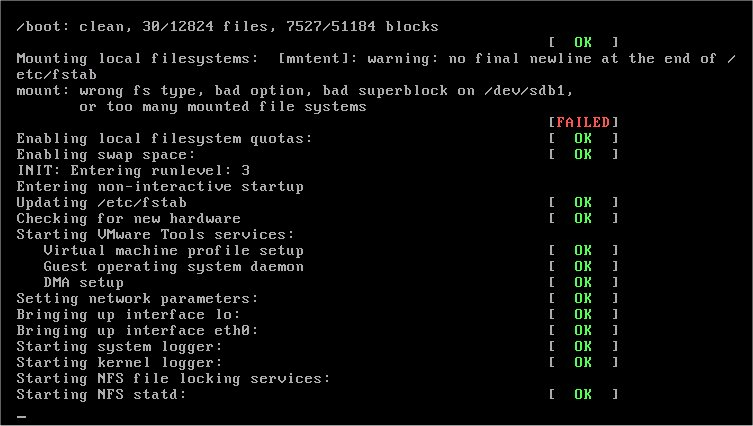 /boot: clean, 30/12824 files, 7527/51184 blocks
[  OK  ]
Mounting local filesystems:  [mntent]: warning: no final newline at the end of /
etc/fstab
mount: wrong fs type, bad option, bad superblock on /dev/sdb1,
       or too many mounted file systems
[FAILED]
Enabling local filesystem quotas:  [  OK  ]
Enabling swap space:  [  OK  ]
INIT: Entering runlevel: 3
Entering non-interactive startup
Updating /etc/fstab  [  OK  ]
Checking for new hardware  [  OK  ]
Starting VMware Tools services:
   Virtual machine profile setup  [  OK  ]
   Guest operating system daemon  [  OK  ]
   DMA setup  [  OK  ]
Setting network parameters:  [  OK  ]
Bringing up interface lo:  [  OK  ]
Bringing up interface eth0:  [  OK  ]
Starting system logger:  [  OK  ]
Starting kernel logger:  [  OK  ]
Starting NFS file locking services:
Starting NFS statd:  [  OK  ]
_